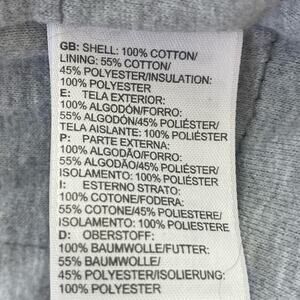 GB: SHELL: 100% COTTON/
LINING: 55% COTTON/
45% POLYESTER/INSULATION:
100% POLYESTER
E: TELA EXTERIOR:
100% ALGODÓN/FORRO:
55% ALGODÓN/45% POLIÉSTER/
TELA AISLANTE: 100% POLIÉSTER
P: PARTE EXTERNA:
100% ALGODÃO/FORRO:
55% ALGODÃO/45% POLIÉSTER/
ISOLAMENTO: 100% POLIÉSTER
I: ESTERNO STRATO:
100% COTONE/FODERA:
55% COTONE/45% POLIESTERE/
ISOLAMENTO: 100% POLIESTERE
D: OBERSTOFF:
100% BAUMWOLLE/FUTTER:
55% BAUMWOLLE/
45% POLYESTER/ISOLIERUNG:
100% POLYESTER